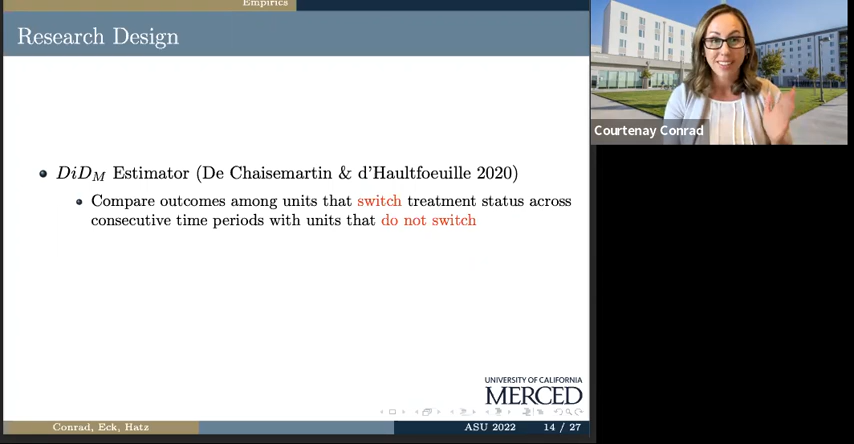 Empirics
Research Design
DiD_M Estimator (De Chaisemartin & d'Haultfoeuille 2020)
Compare outcomes among units that switch treatment status across
consecutive time periods with units that do not switch
UNIVERSITY OF CALIFORNIA
MERCED
Conrad, Eck, Hatz
ASU 2022
14 / 27
Courtenay Conrad